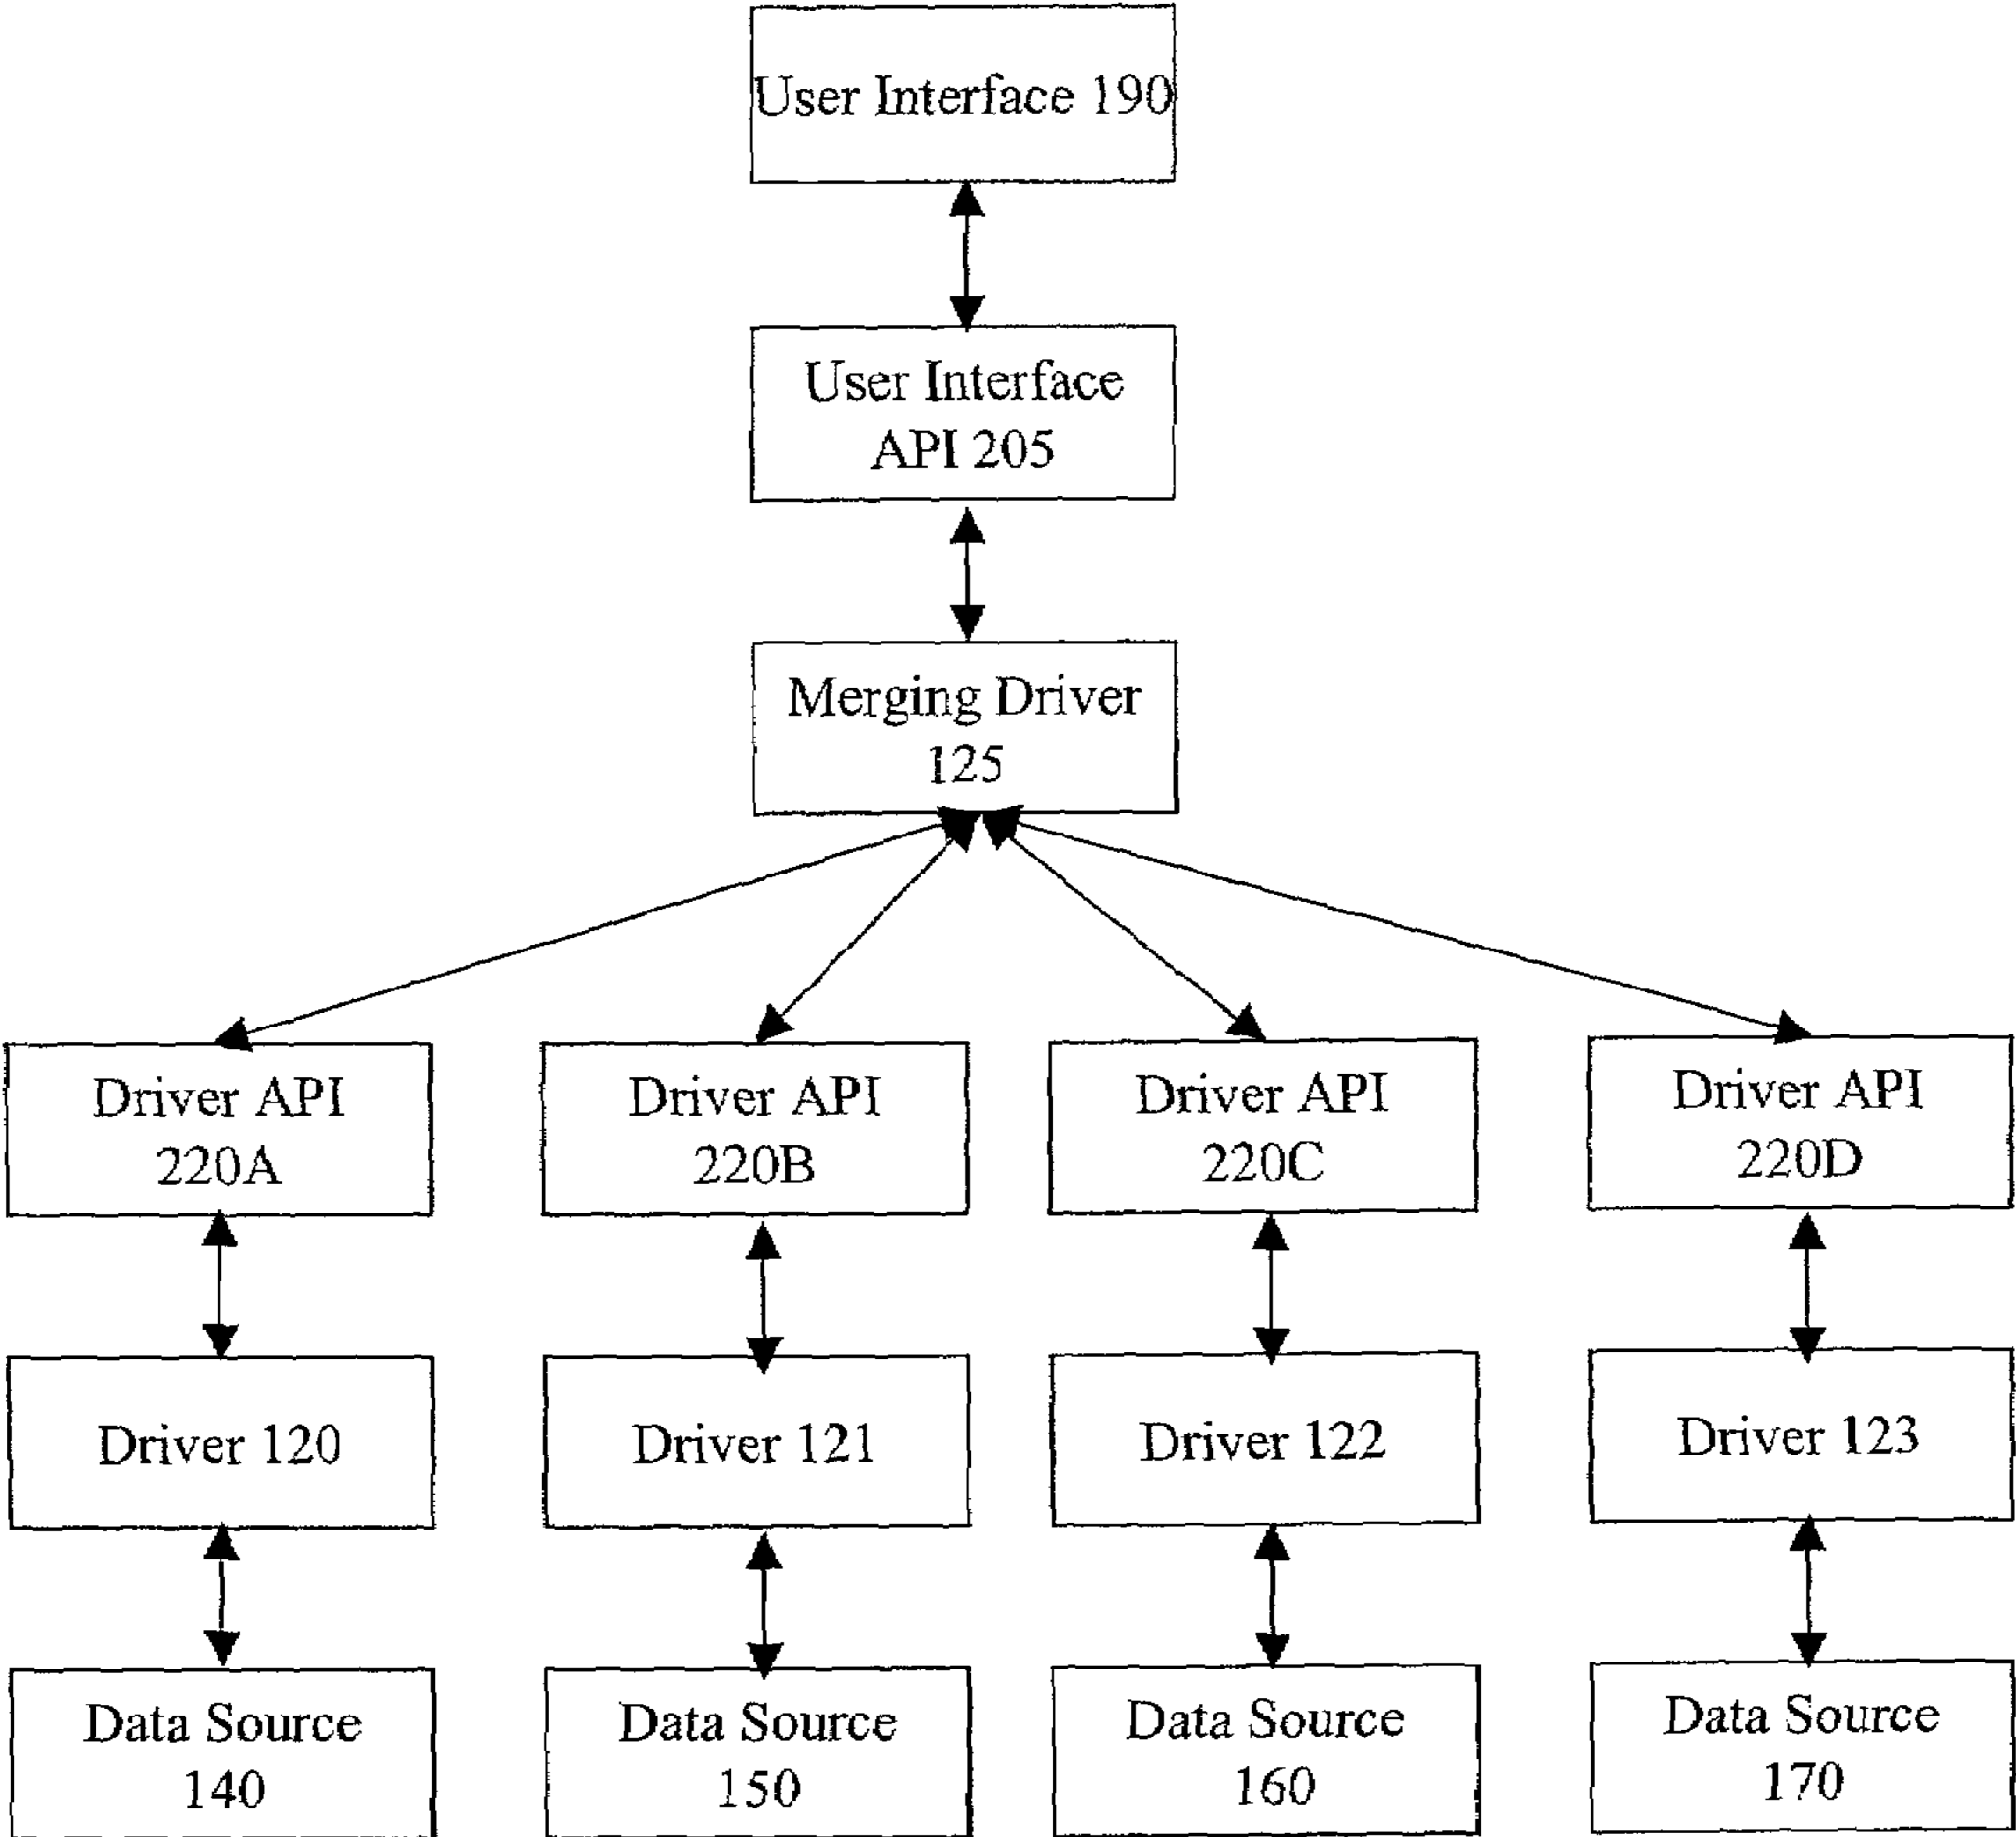 User Interface 190
User Interface
API 205
Merging Driver
125
Driver API
220A
Driver API
220B
Driver API
220C
Driver API
220D
Driver 120
Driver 121
Driver 122
Driver 123
Data Source
140
Data Source
150
Data Source
160
Data Source
170